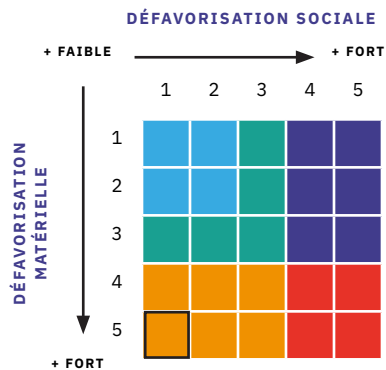 DÉFAVORISATION SOCIALE
+ FAIBLE
+ FORT
1 2 3 4 5
DÉFAVORISATION
MATÉRIELLE
1
2
3
4
5
+ FORT